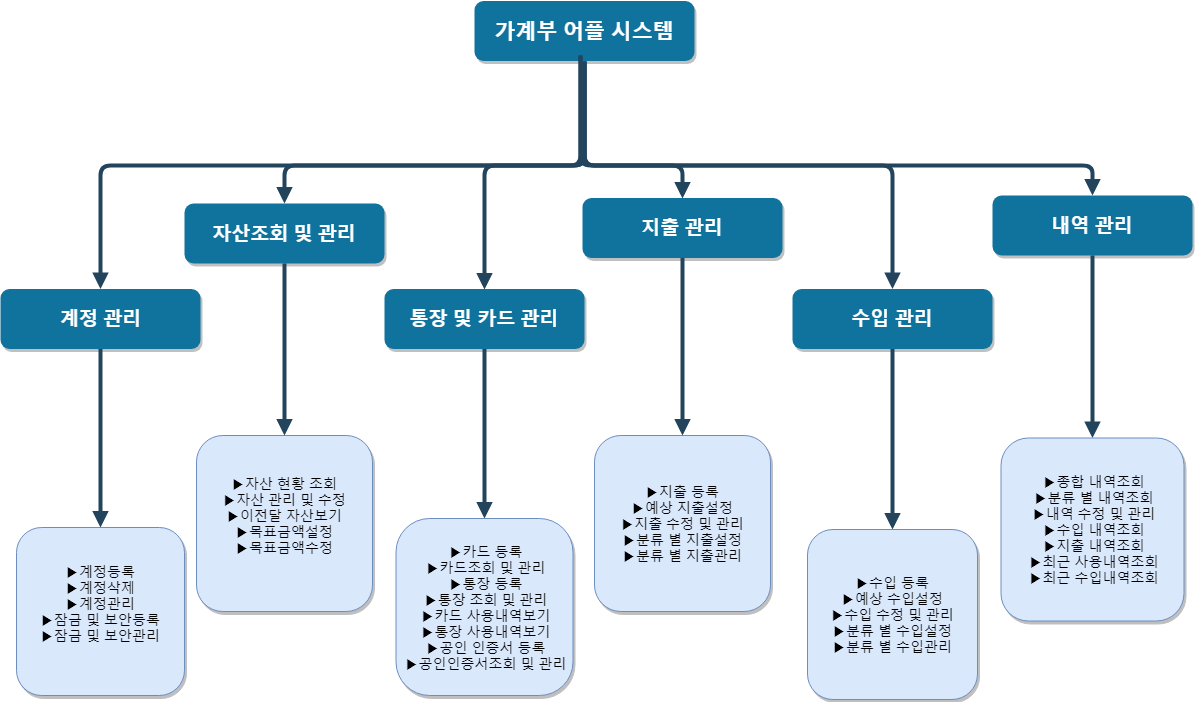 가계부 어플 시스템
계정 관리
▶계정등록
▶계정삭제
▶계정관리
▶잠금 및 보안등록
▶잠금 및 보안관리
자산조회 및 관리
▶자산 현황 조회
▶자산 관리 및 수정
▶이전달 자산보기
▶목표금액설정
▶목표금액수정
통장 및 카드 관리
▶카드 등록
▶카드조회 및 관리
▶통장 등록
▶통장 조회 및 관리
▶카드 사용내역보기
▶통장 사용내역보기
▶공인 인증서 등록
▶공인인증서조회 및 관리
지출 관리
▶지출 등록
▶예상 지출설정
▶지출 수정 및 관리
▶분류 별 지출설정
▶분류 별 지출관리
수입 관리
▶수입 등록
▶예상 수입설정
▶수입 수정 및 관리
▶분류 별 수입설정
▶분류 별 수입관리
내역 관리
▶종합 내역조회
▶분류 별 내역조회
▶내역 수정 및 관리
▶수입 내역조회
▶지출 내역조회
▶최근 사용내역조회
▶최근 수입내역조회